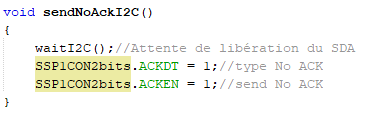 void sendNoAckI2C()
{
waitI2C();//Attente de libération du SDA
SSP1CON2bits.ACKDT = 1;//type No ACK
SSP1CON2bits.ACKEN = 1;//send No ACK
}